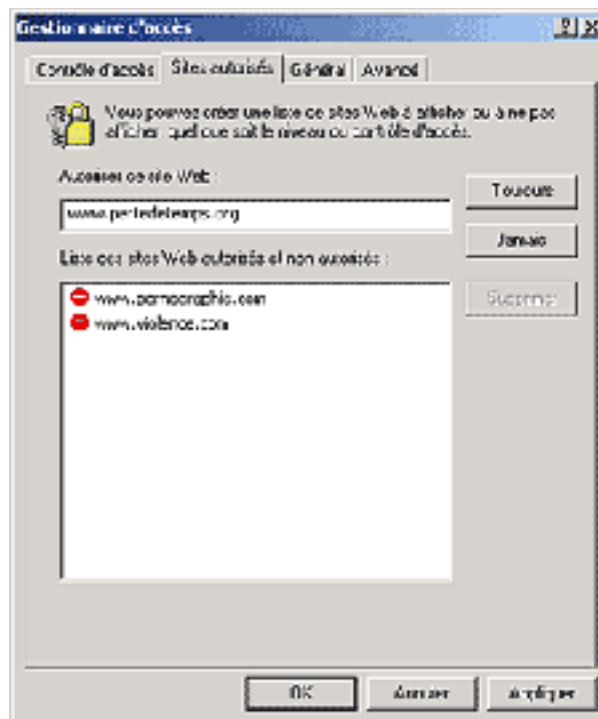 Gestionnaire d'accès
Contrôle d'accès Sites autorisés Général Avancé
Vous pouvez créer une liste de sites Web à afficher ou à ne pas
afficher, quel que soit le niveau du contrôle d'accès.
Autoriser ce site Web :
www.pertedetemps.org
Toujours
Jamais
Liste des sites Web autorisés et non autorisés :
www.pornographie.com
www.violence.com
Supprimer
OK Annuler Appliquer